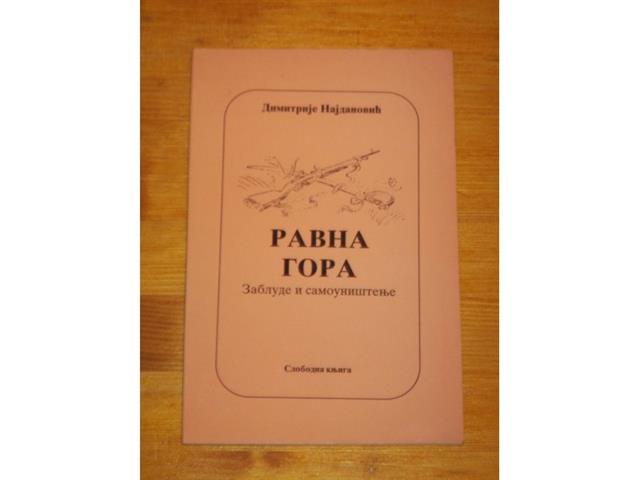 Димитрије Најдановић
РАВНА
ГОРА
Заблуде и самоуништење
Слободна књига